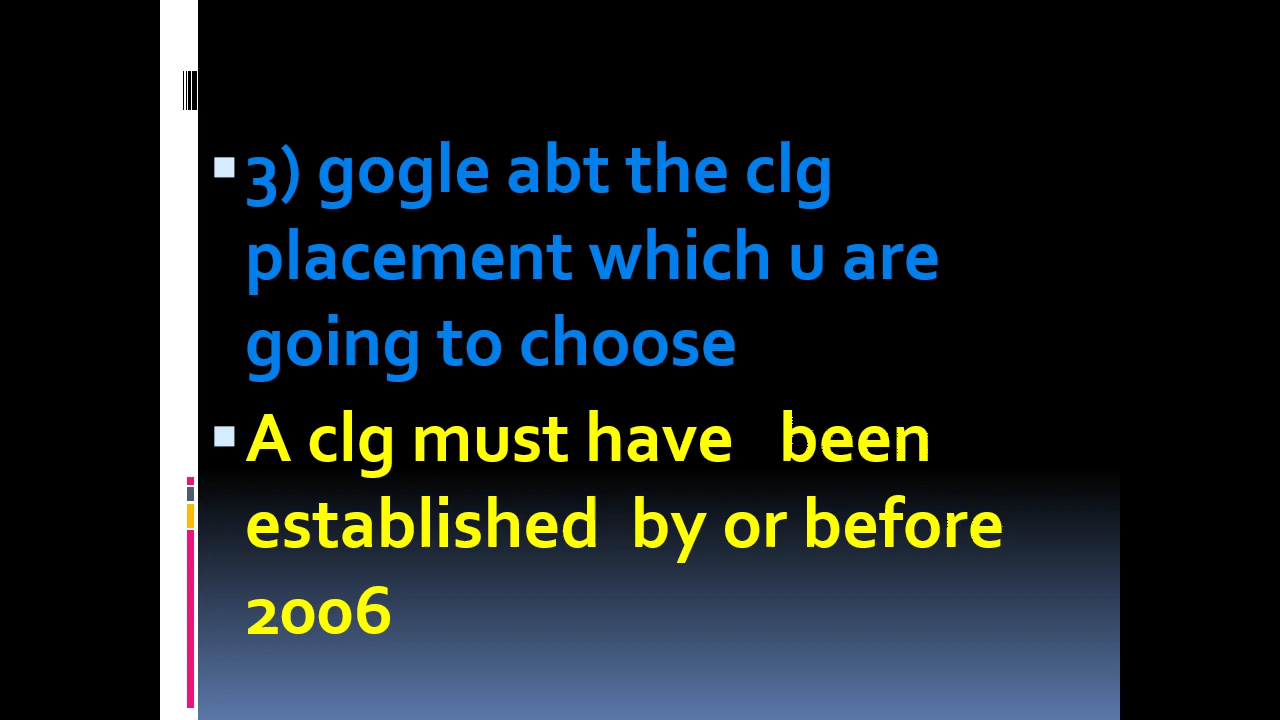 3) gogle abt the clg
placement which u are
going to choose
A clg must have been
established by or before
2006